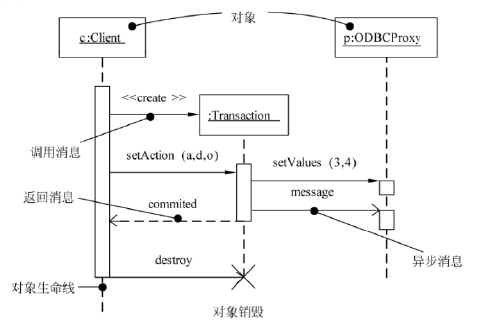 对象
c:Client
p:ODBCProxy
<<create >>
:Transaction
调用消息
setAction (a,d,o)
setValues (3,4)
返回消息
commited
message
异步消息
destroy
对象生命线
对象销毁